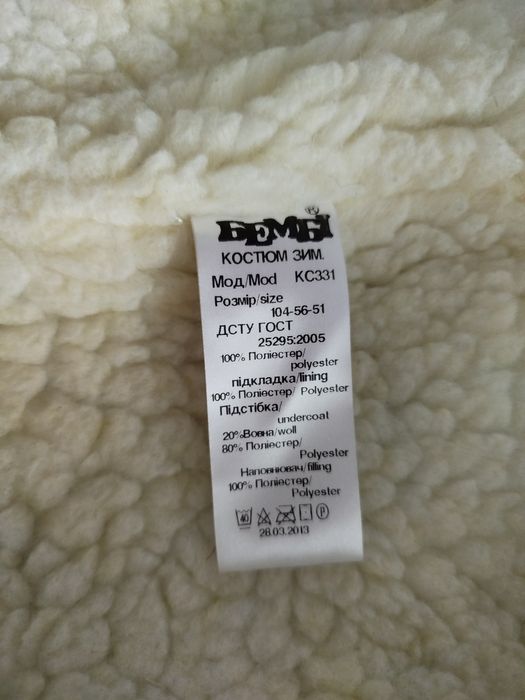 БЕМБІ
КОСТЮМ ЗИМ.
Мод/Mod КС331
Розмір/size
104-56-51
ДСТУ ГОСТ
25295:2005
100% Поліестер/
polyester
підкладка/lining
100% Поліестер/ Polyester
Підстібка/
undercoat
20%Вовна/woll
80% Поліестер/
Polyester
Наповнювач/filling
100% Поліестер/
Polyester
40 P
28.03.2013